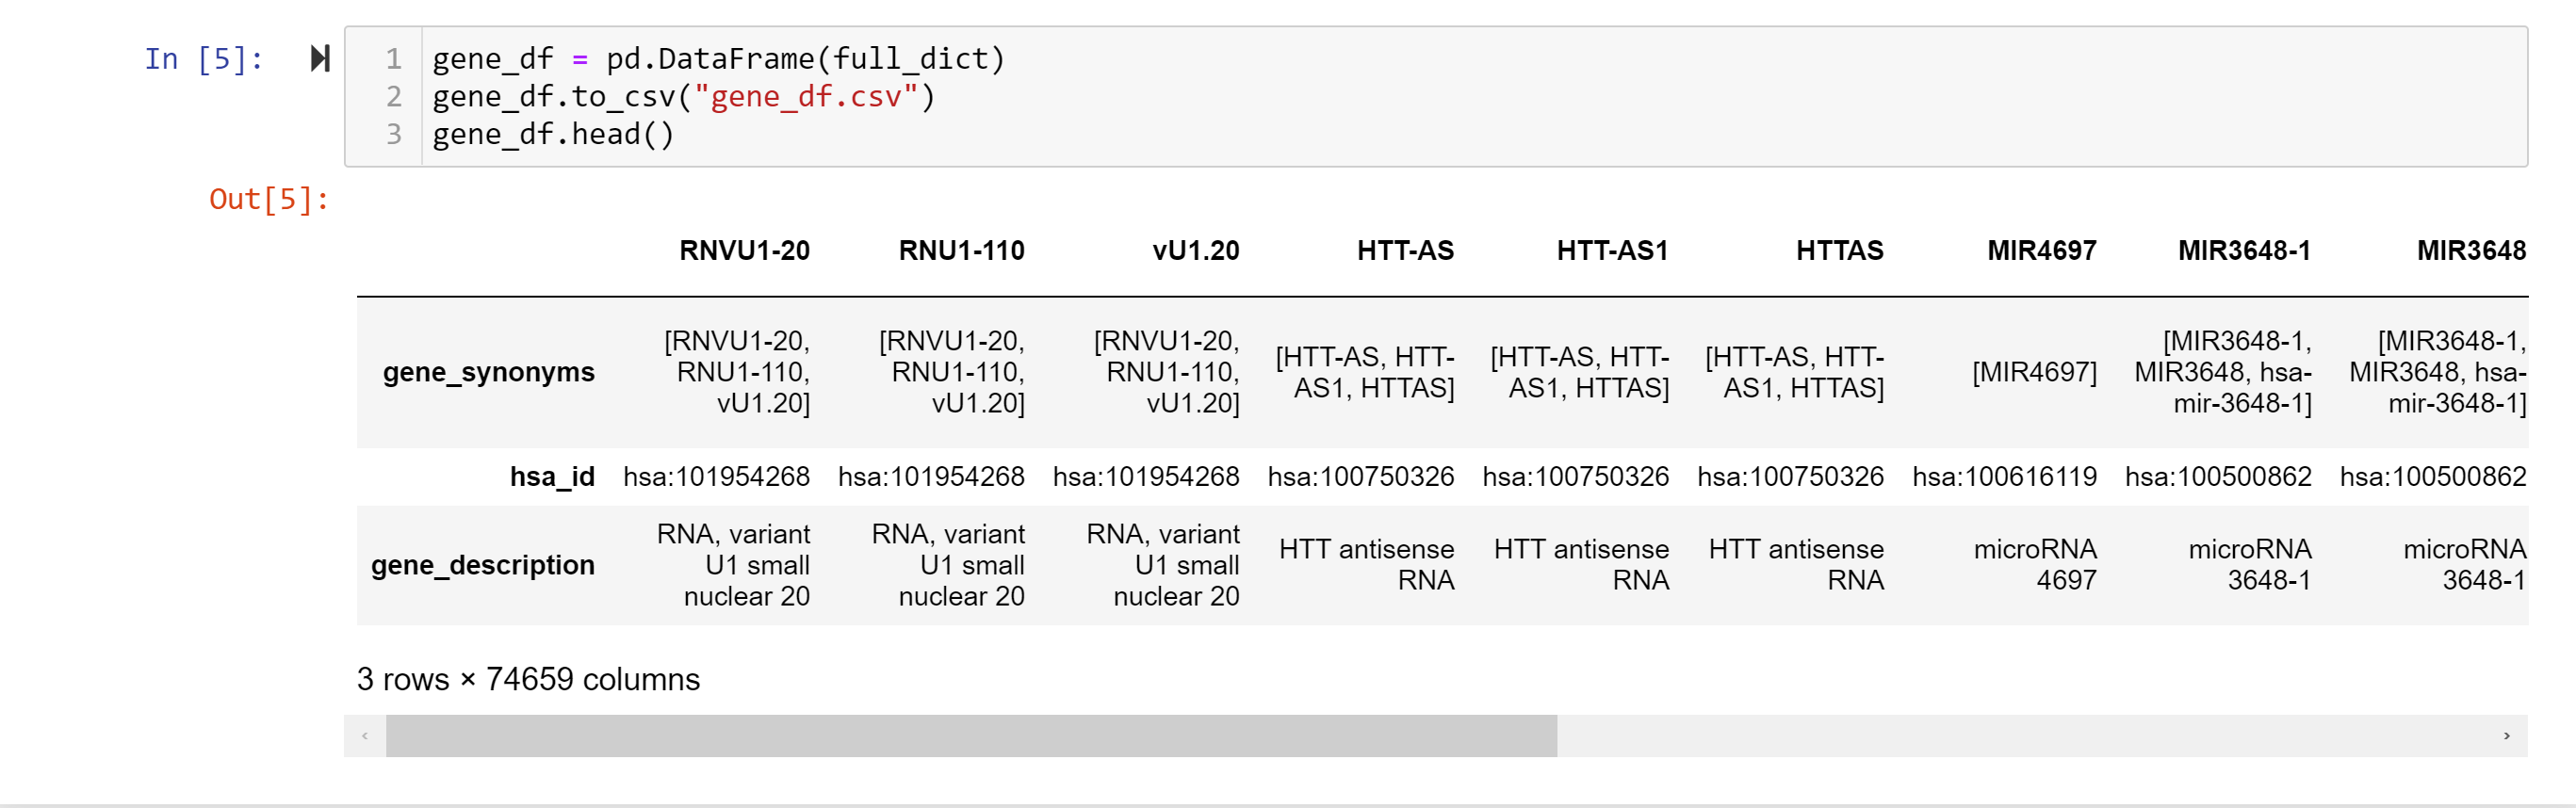 In [5]:
1 gene_df = pd.DataFrame(full_dict)
2 gene_df.to_csv("gene_df.csv")
3 gene_df.head()
Out[5]:
RNVU1-20 RNU1-110 vU1.20 HTT-AS HTT-AS1 HTTAS MIR4697 MIR3648-1 MIR3648
gene_synonyms
[RNVU1-20,
RNU1-110,
vU1.20]
[RNVU1-20,
RNU1-110,
vU1.20]
[RNVU1-20,
RNU1-110,
vU1.20]
[HTT-AS, HTT-
AS1, HTTAS]
[HTT-AS, HTT-
AS1, HTTAS]
[HTT-AS, HTT-
AS1, HTTAS]
[MIR4697]
[MIR3648-1,
MIR3648, hsa-
mir-3648-1]
[MIR3648-1,
MIR3648, hsa-
mir-3648-1]
hsa_id hsa:101954268 hsa:101954268 hsa:101954268 hsa:100750326 hsa:100750326 hsa:100750326 hsa:100616119 hsa:100500862 hsa:100500862
gene_description
RNA, variant
U1 small
nuclear 20
RNA, variant
U1 small
nuclear 20
RNA, variant
U1 small
nuclear 20
HTT antisense
RNA
HTT antisense
RNA
HTT antisense
RNA
microRNA
4697
microRNA
3648-1
microRNA
3648-1
3 rows × 74659 columns